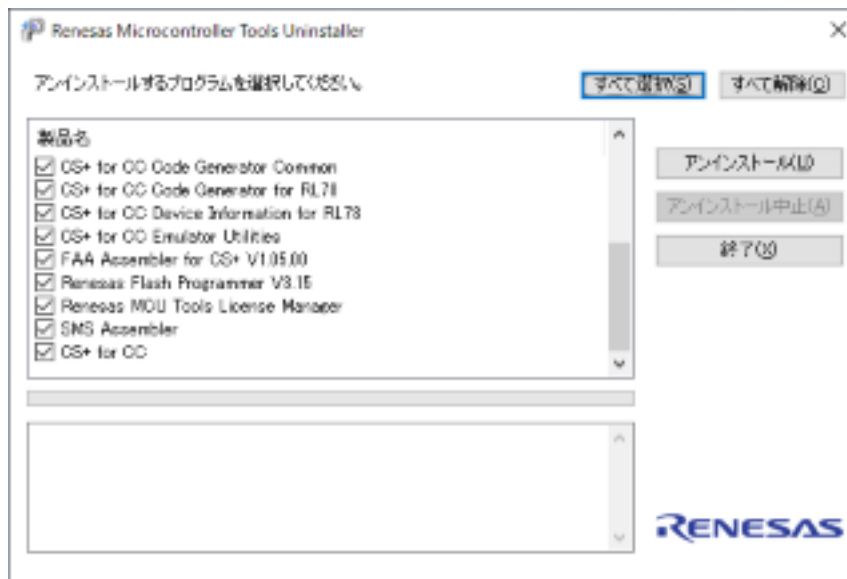 Renesas Microcontroller Tools Uninstaller
アンインストールするプログラムを選択してください。
すべて選択(S)
すべて解除(O)
製品名
CS+ for CC Code Generator Common
CS+ for CC Code Generator for RL78
CS+ for CC Device Information for RL78
CS+ for CC Emulator Utilities
FAA Assembler for CS+ V1.05.00
Renesas Flash Programmer V3.15
Renesas MCU Tools License Manager
SMS Assembler
CS+ for CC
アンインストール(U)
アンインストール中止(A)
終了(X)
RENESAS